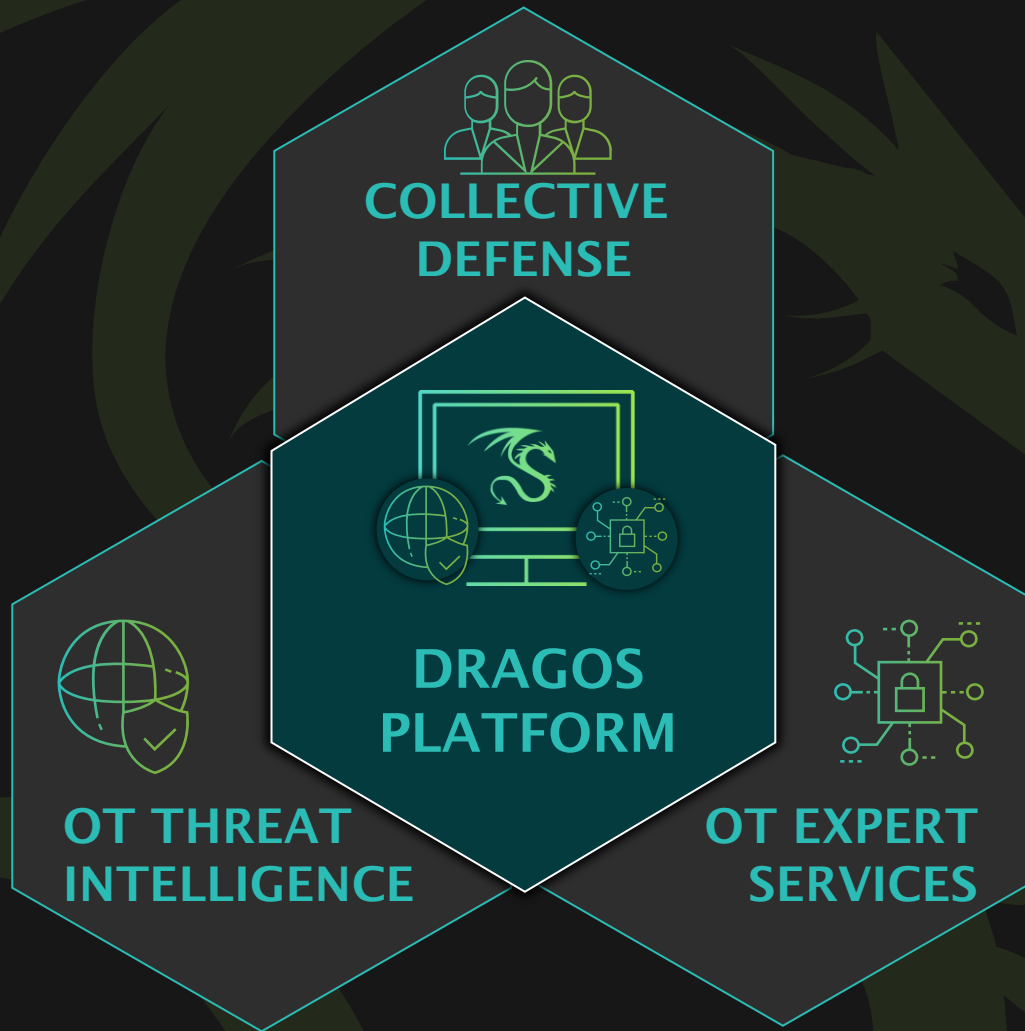 COLLECTIVE
DEFENSE
DRAGOS
PLATFORM
OT THREAT
INTELLIGENCE
OT EXPERT
SERVICES